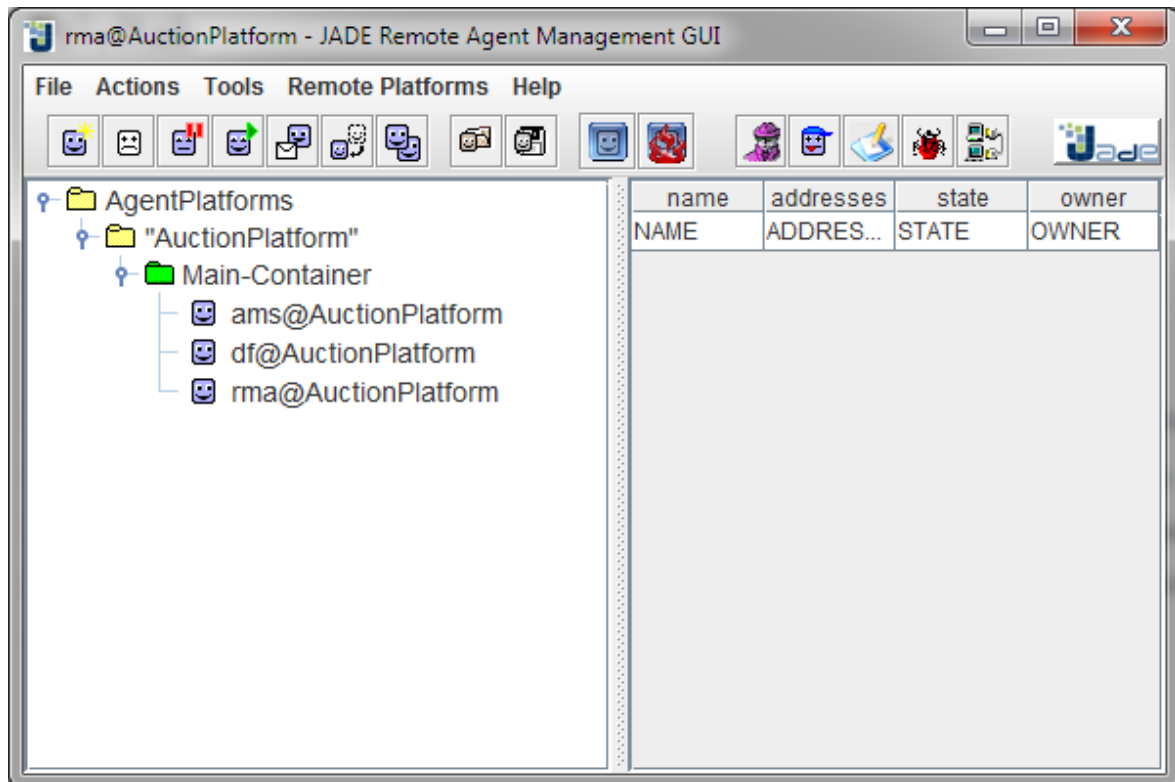 rma@AuctionPlatform - JADE Remote Agent Management GUI
File Actions Tools Remote Platforms Help
Jade
AgentPlatforms
"AuctionPlatform"
Main-Container
ams@AuctionPlatform
df@AuctionPlatform
rma@AuctionPlatform
name addresses state owner
NAME ADDRES... STATE OWNER